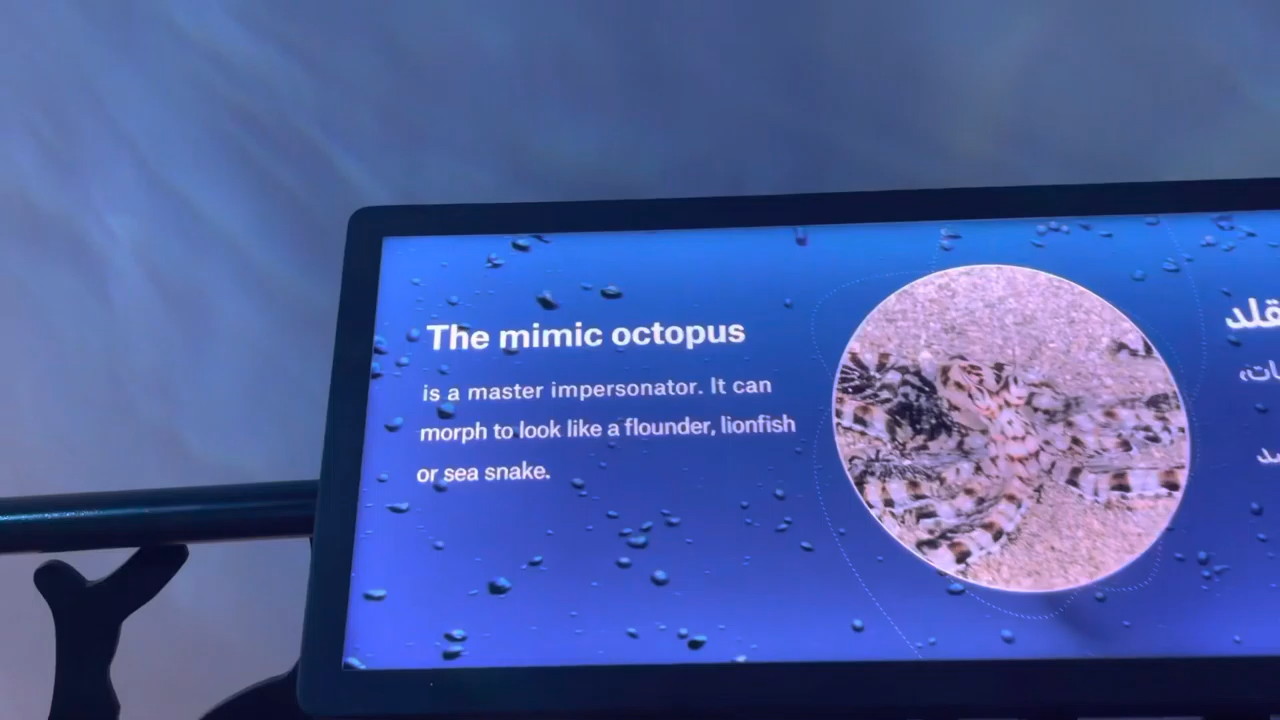 The mimic octopus
is a master impersonator. It can
morph to look like a flounder, lionfish
or sea snake.